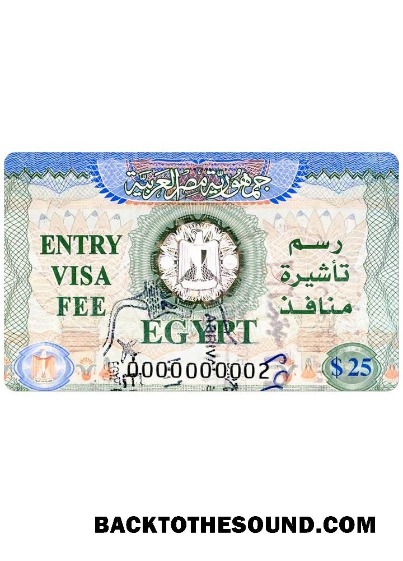 جمهورية مصر العربية
ENTRY
VISA
FEE
رسم
تأشيرة
منافذ
EGYPT
0000000002
$ 25
BACKTOTHESOUND.COM